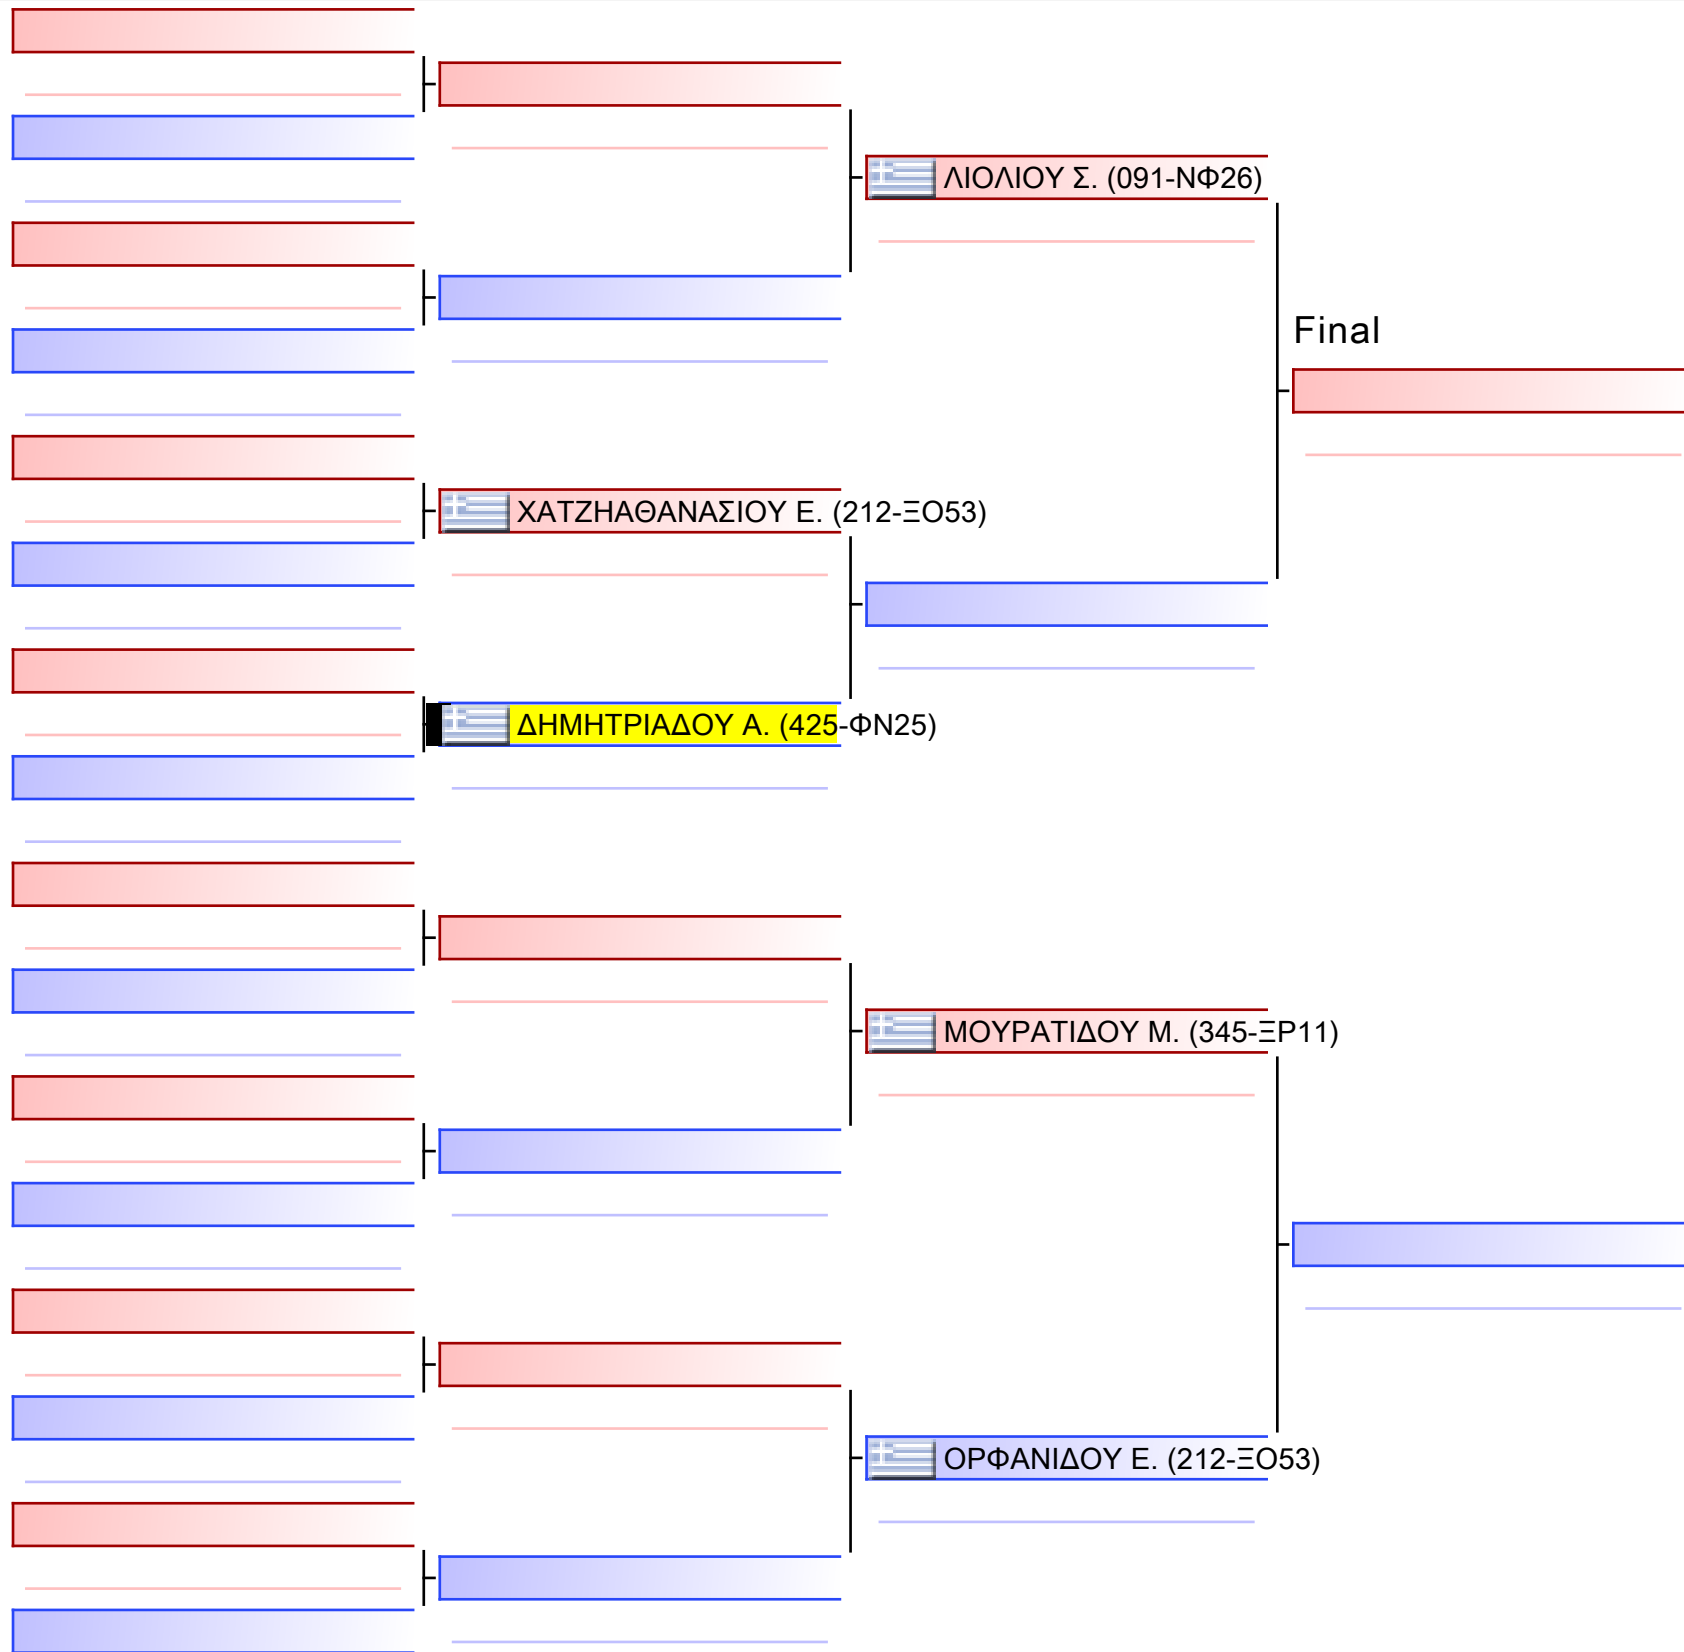 ΛΙΟΛΙΟΥ Σ. (091-ΝΦ26)
Final
ΧΑΤΖΗΑΘΑΝΑΣΙΟΥ Ε. (212-ΞΟ53)
ΔΗΜΗΤΡΙΑΔΟΥ Α. (425-ΦΝ25)
ΜΟΥΡΑΤΙΔΟΥ Μ. (345-ΞΡ11)
ΟΡΦΑΝΙΔΟΥ Ε. (212-ΞΟ53)